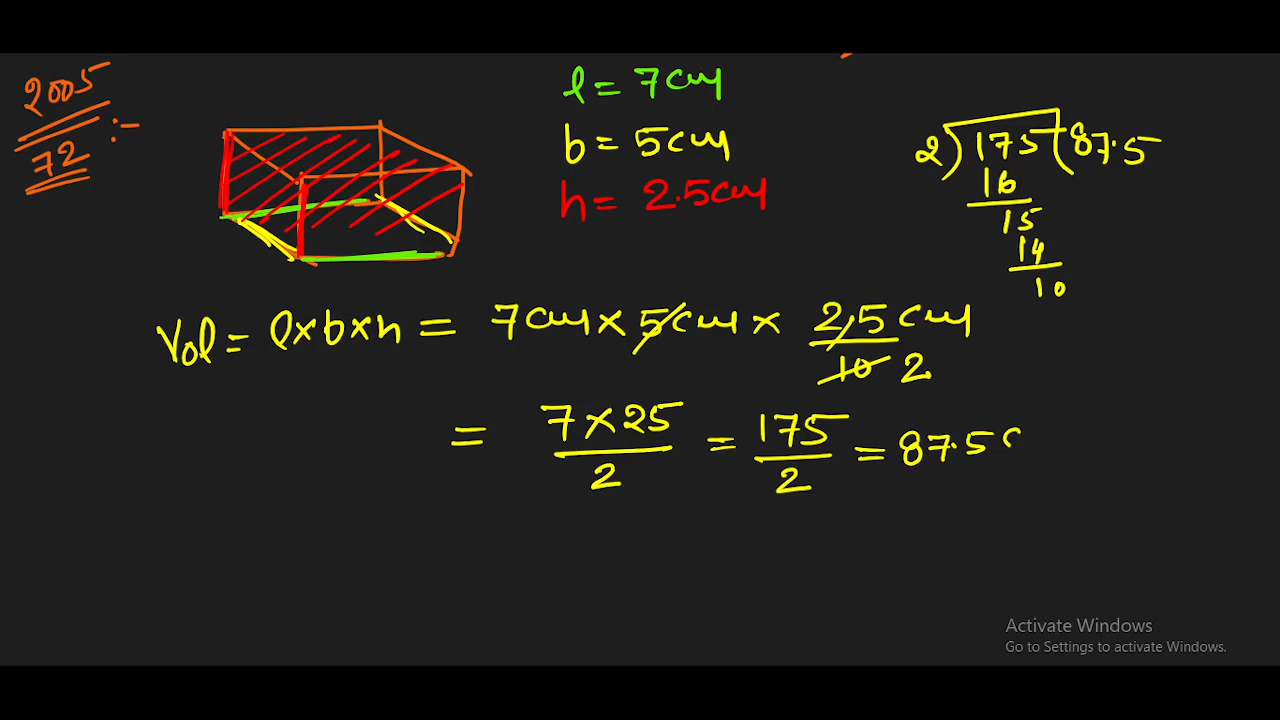 2005
72 :-
l = 7cm
b = 5cm
h = 2.5cm
2)175(87.5
16
15
14
10
Vol = l×b×h = 7cm × 5cm × 25/10 2 cm
= 7×25/2 = 175/2 = 87.5 c
Activate Windows
Go to Settings to activate Windows.